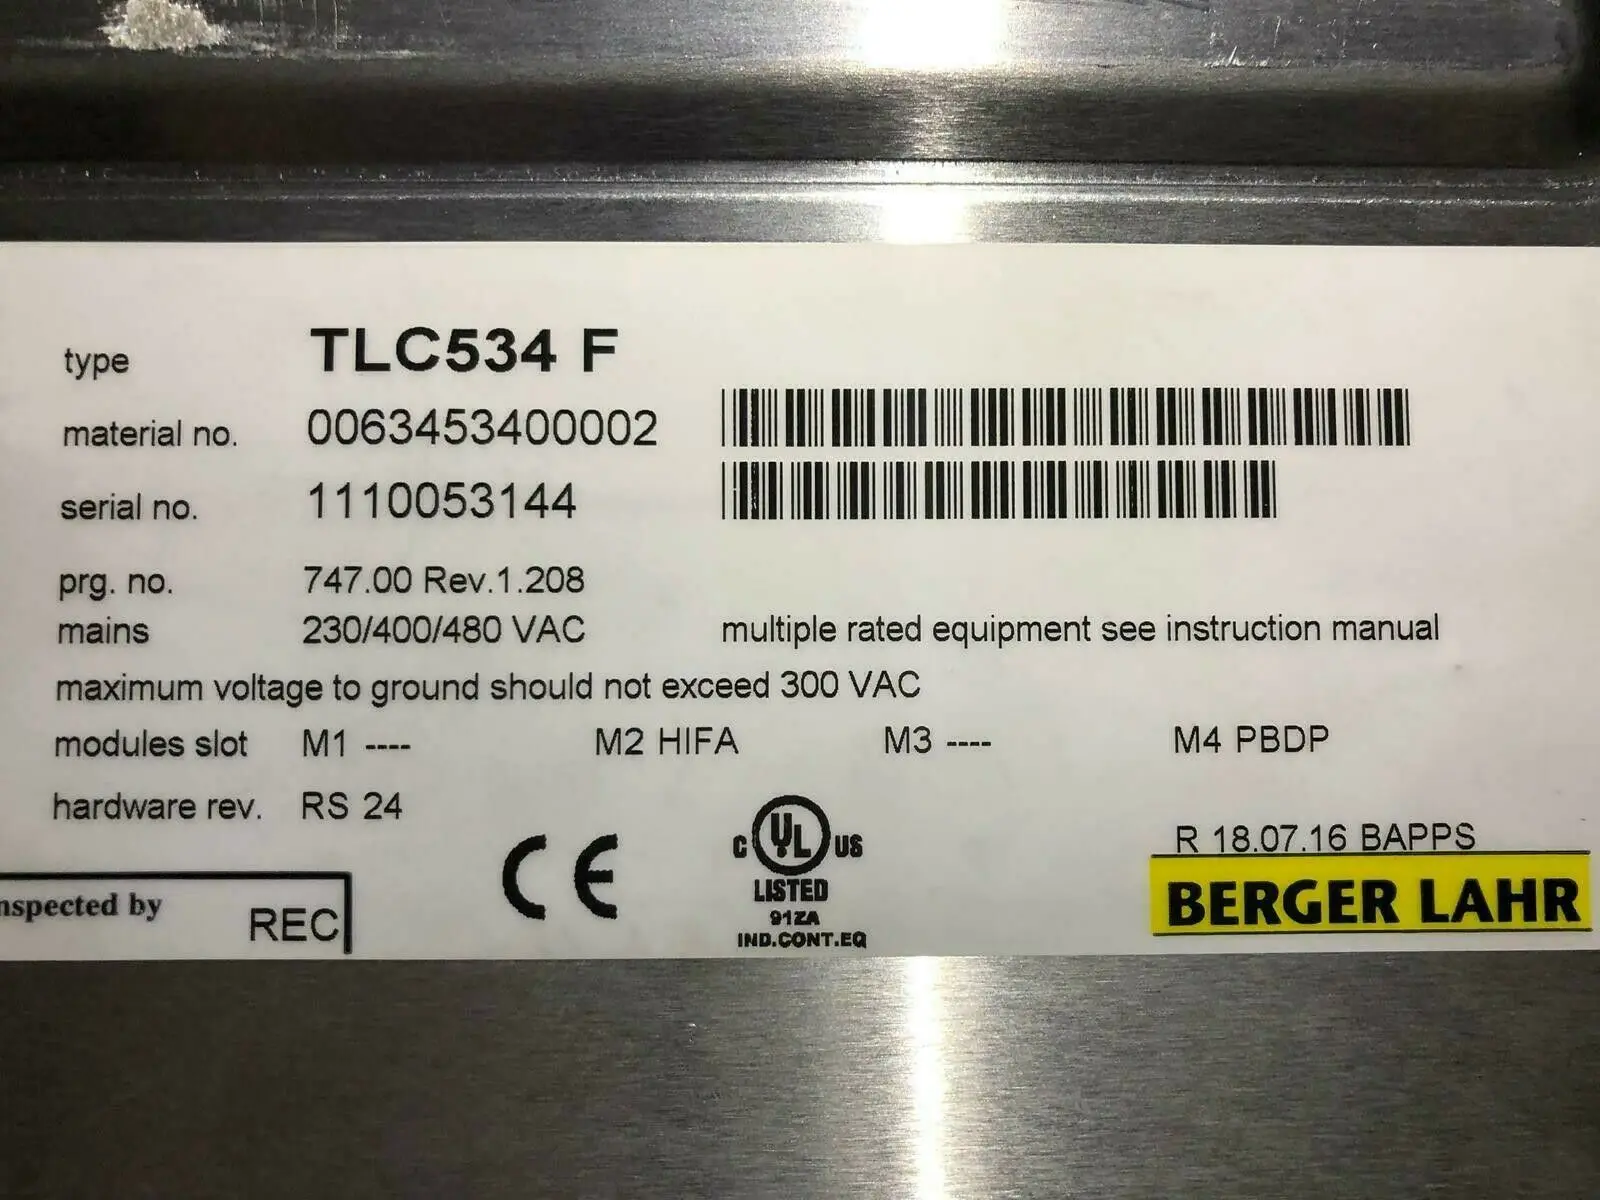 type TLC534 F
material no. 0063453400002
serial no. 1110053144
prg. no. 747.00 Rev.1.208
mains 230/400/480 VAC multiple rated equipment see instruction manual
maximum voltage to ground should not exceed 300 VAC
modules slot M1 ---- M2 HIFA M3 ---- M4 PBDP
hardware rev. RS 24
CE
C UL US
LISTED
91ZA
IND.CONT.EQ
R 18.07.16 BAPPS
BERGER LAHR
nspected by
REC